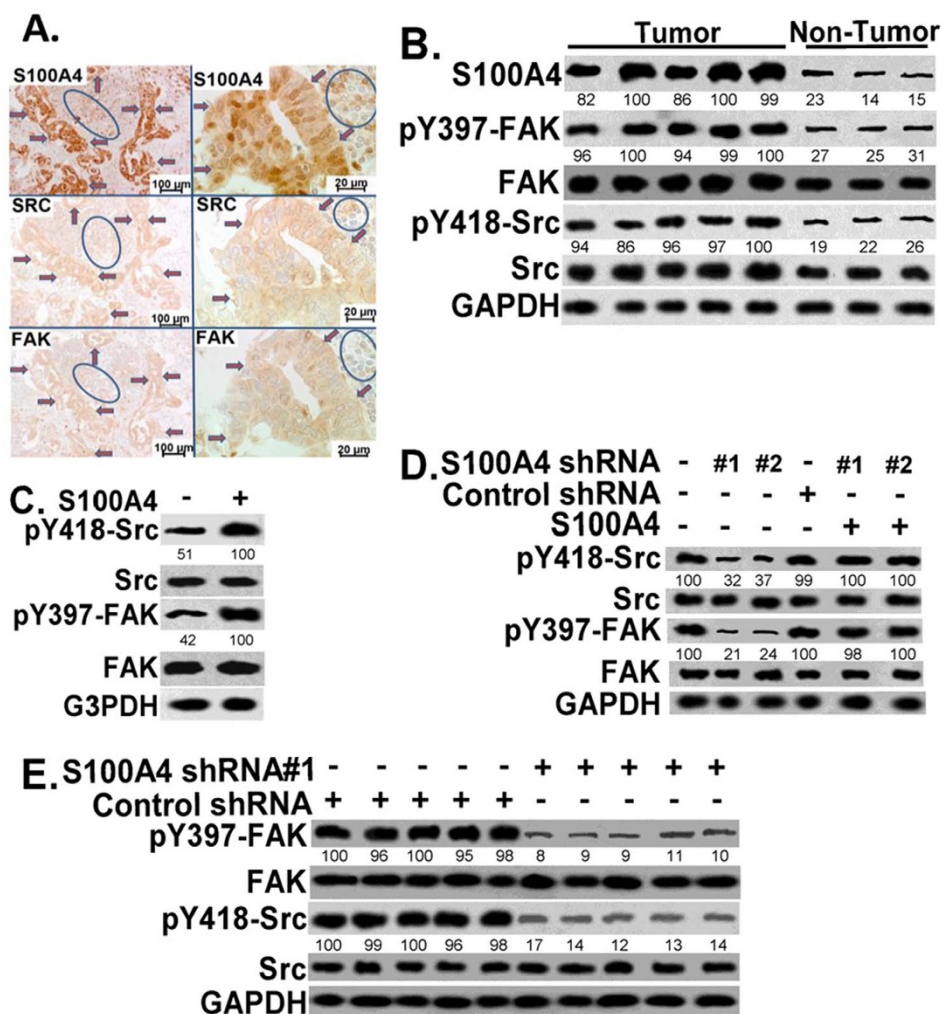 A.
S100A4 S100A4
100 µm 20 µm
SRC SRC
100 µm 20 µm
FAK FAK
100 µm 20 µm
B. Tumor Non-Tumor
S100A4
82 100 86 100 99 23 14 15
pY397-FAK
96 100 94 99 100 27 25 31
FAK
pY418-Src
94 86 96 97 100 19 22 26
Src
GAPDH
C. S100A4 - +
pY418-Src
51 100
Src
pY397-FAK
42 100
FAK
G3PDH
D. S100A4 shRNA - #1 #2 - #1 #2
Control shRNA - - - + - -
S100A4 - - - - + +
pY418-Src
100 32 37 99 100 100
Src
pY397-FAK
100 21 24 100 98 100
FAK
GAPDH
E. S100A4 shRNA#1 - - - - - + + + + +
Control shRNA + + + + + - - - - -
pY397-FAK
100 96 100 95 98 8 9 9 11 10
FAK
pY418-Src
100 99 100 96 98 17 14 12 13 14
Src
GAPDH